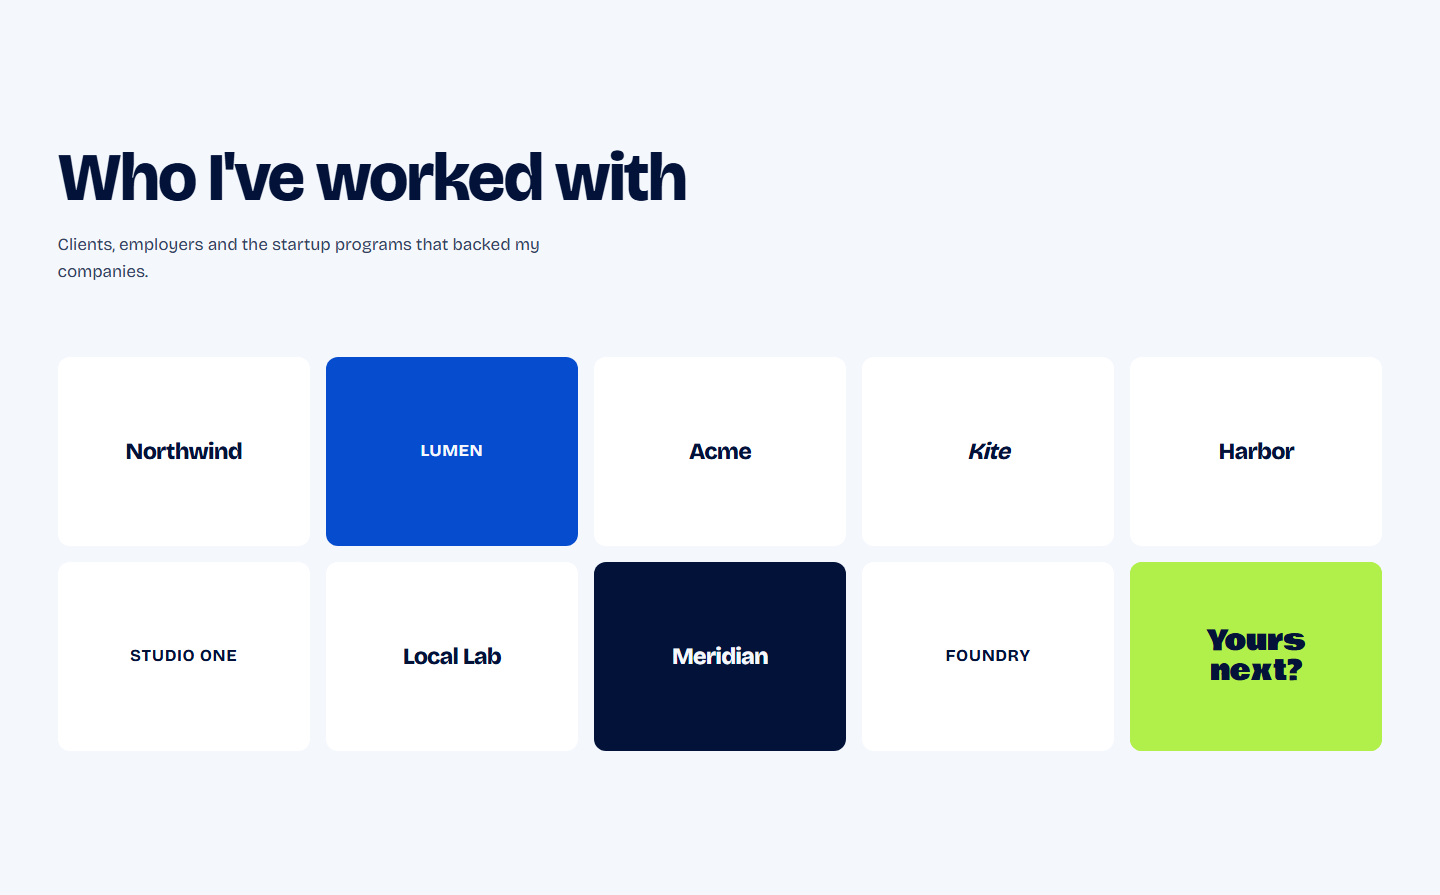 Who I've worked with
Clients, employers and the startup programs that backed my
companies.
Northwind
LUMEN
Acme
Kite
Harbor
STUDIO ONE
Local Lab
Meridian
FOUNDRY
Yours
next?